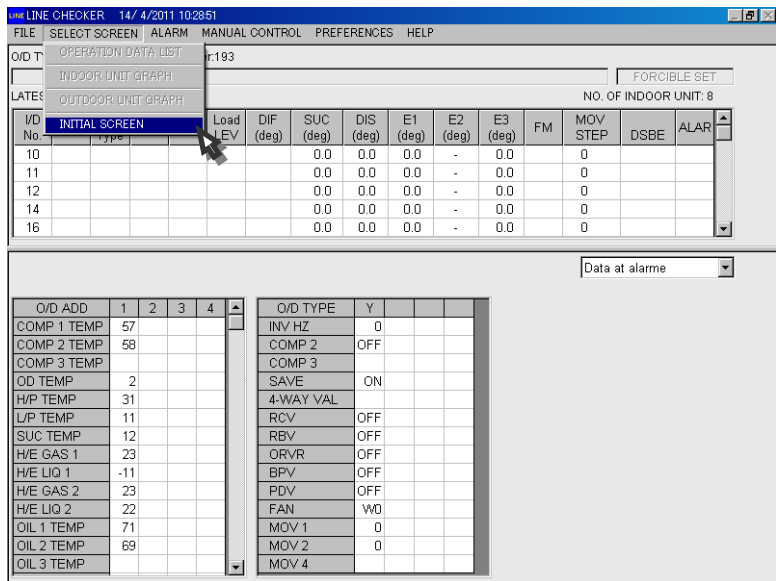 LINE LINE CHECKER 14/ 4/2011 10:28:51
FILE SELECT SCREEN ALARM MANUAL CONTROL PREFERENCES HELP
OPERATION DATA LIST
INDOOR UNIT GRAPH
OUTDOOR UNIT GRAPH
INITIAL SCREEN
O/D T r:193
FORCIBLE SET
LATES NO. OF INDOOR UNIT: 8
I/D No. Type Load LEV DIF (deg) SUC (deg) DIS (deg) E1 (deg) E2 (deg) E3 (deg) FM MOV STEP DSBE ALAR
10 0.0 0.0 0.0 - 0.0 0
11 0.0 0.0 0.0 - 0.0 0
12 0.0 0.0 0.0 - 0.0 0
14 0.0 0.0 0.0 - 0.0 0
16 0.0 0.0 0.0 - 0.0 0
Data at alarme
O/D ADD 1 2 3 4
COMP 1 TEMP 57
COMP 2 TEMP 58
COMP 3 TEMP
OD TEMP 2
H/P TEMP 31
L/P TEMP 11
SUC TEMP 12
H/E GAS 1 23
H/E LIQ 1 -11
H/E GAS 2 23
H/E LIQ 2 22
OIL 1 TEMP 71
OIL 2 TEMP 69
OIL 3 TEMP
O/D TYPE Y
INV HZ 0
COMP 2 OFF
COMP 3
SAVE ON
4-WAY VAL
RCV OFF
RBV OFF
ORVR OFF
BPV OFF
PDV OFF
FAN W0
MOV 1 0
MOV 2 0
MOV 4